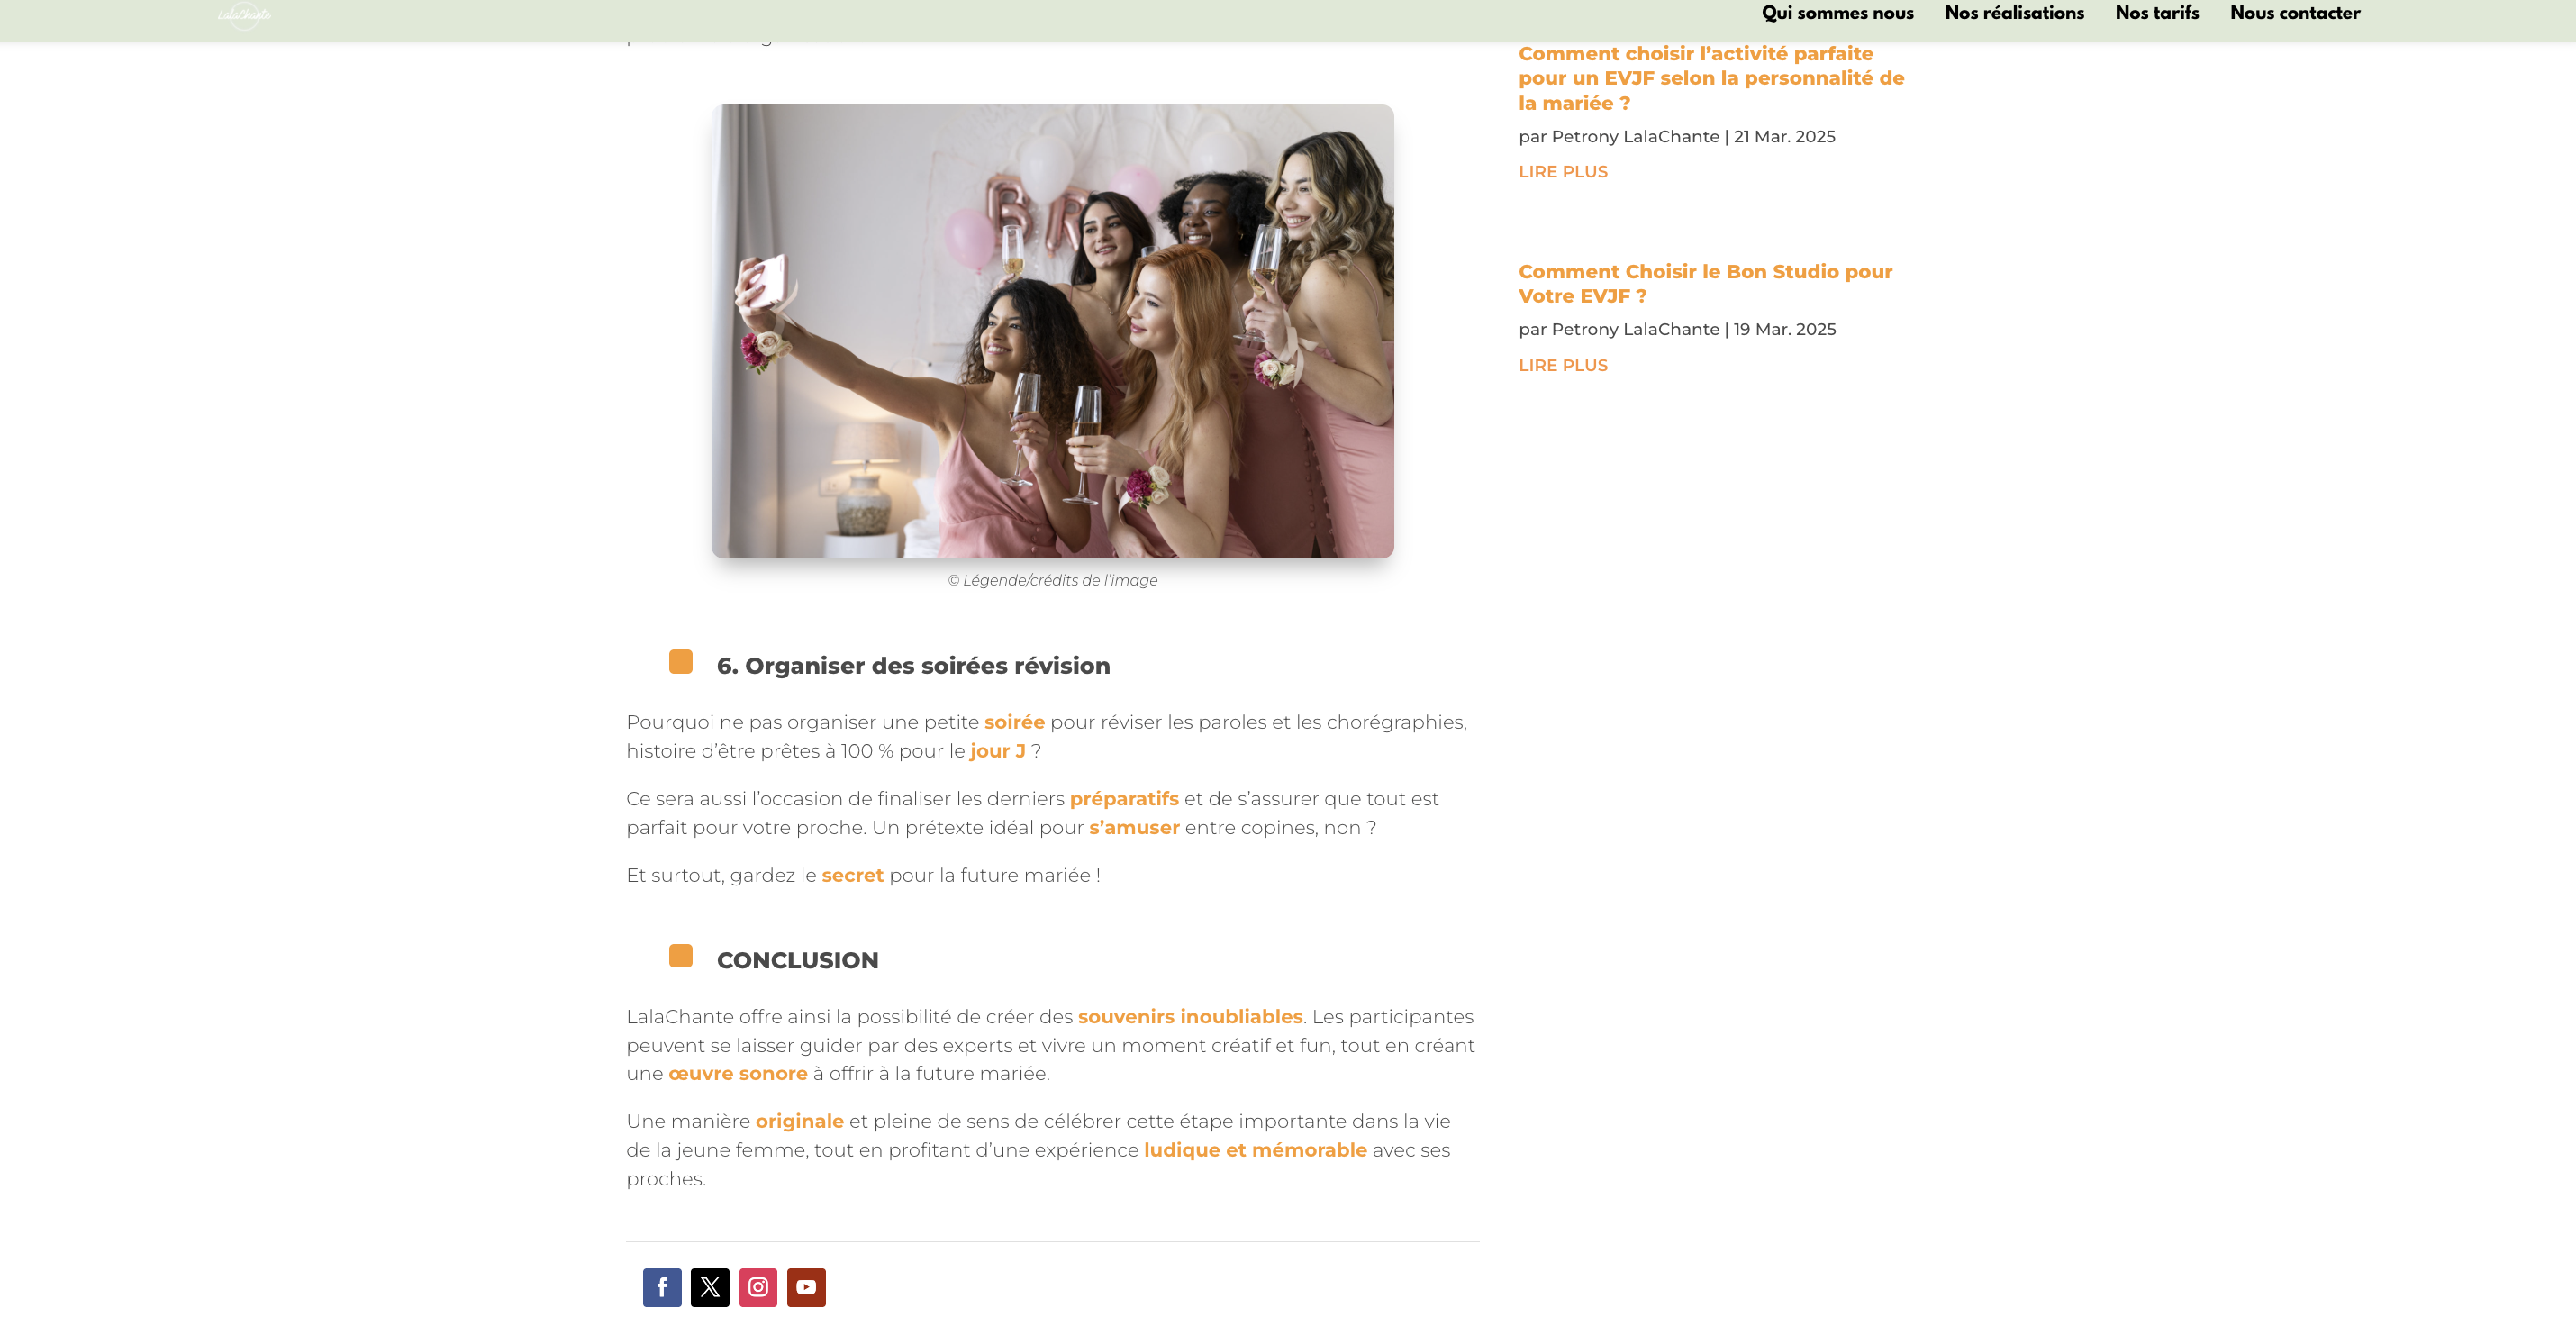 LalaChante
Qui sommes nous
Nos réalisations
Nos tarifs
Nous contacter
BR
© Légende/crédits de l'image
6. Organiser des soirées révision
Pourquoi ne pas organiser une petite soirée pour réviser les paroles et les chorégraphies,
histoire d’être prêtes à 100 % pour le jour J ?
Ce sera aussi l’occasion de finaliser les derniers préparatifs et de s’assurer que tout est
parfait pour votre proche. Un prétexte idéal pour s’amuser entre copines, non ?
Et surtout, gardez le secret pour la future mariée !
CONCLUSION
LalaChante offre ainsi la possibilité de créer des souvenirs inoubliables. Les participantes
peuvent se laisser guider par des experts et vivre un moment créatif et fun, tout en créant
une œuvre sonore à offrir à la future mariée.
Une manière originale et pleine de sens de célébrer cette étape importante dans la vie
de la jeune femme, tout en profitant d’une expérience ludique et mémorable avec ses
proches.
Comment choisir l’activité parfaite
pour un EVJF selon la personnalité de
la mariée ?
par Petrony LalaChante | 21 Mar. 2025
LIRE PLUS
Comment Choisir le Bon Studio pour
Votre EVJF ?
par Petrony LalaChante | 19 Mar. 2025
LIRE PLUS